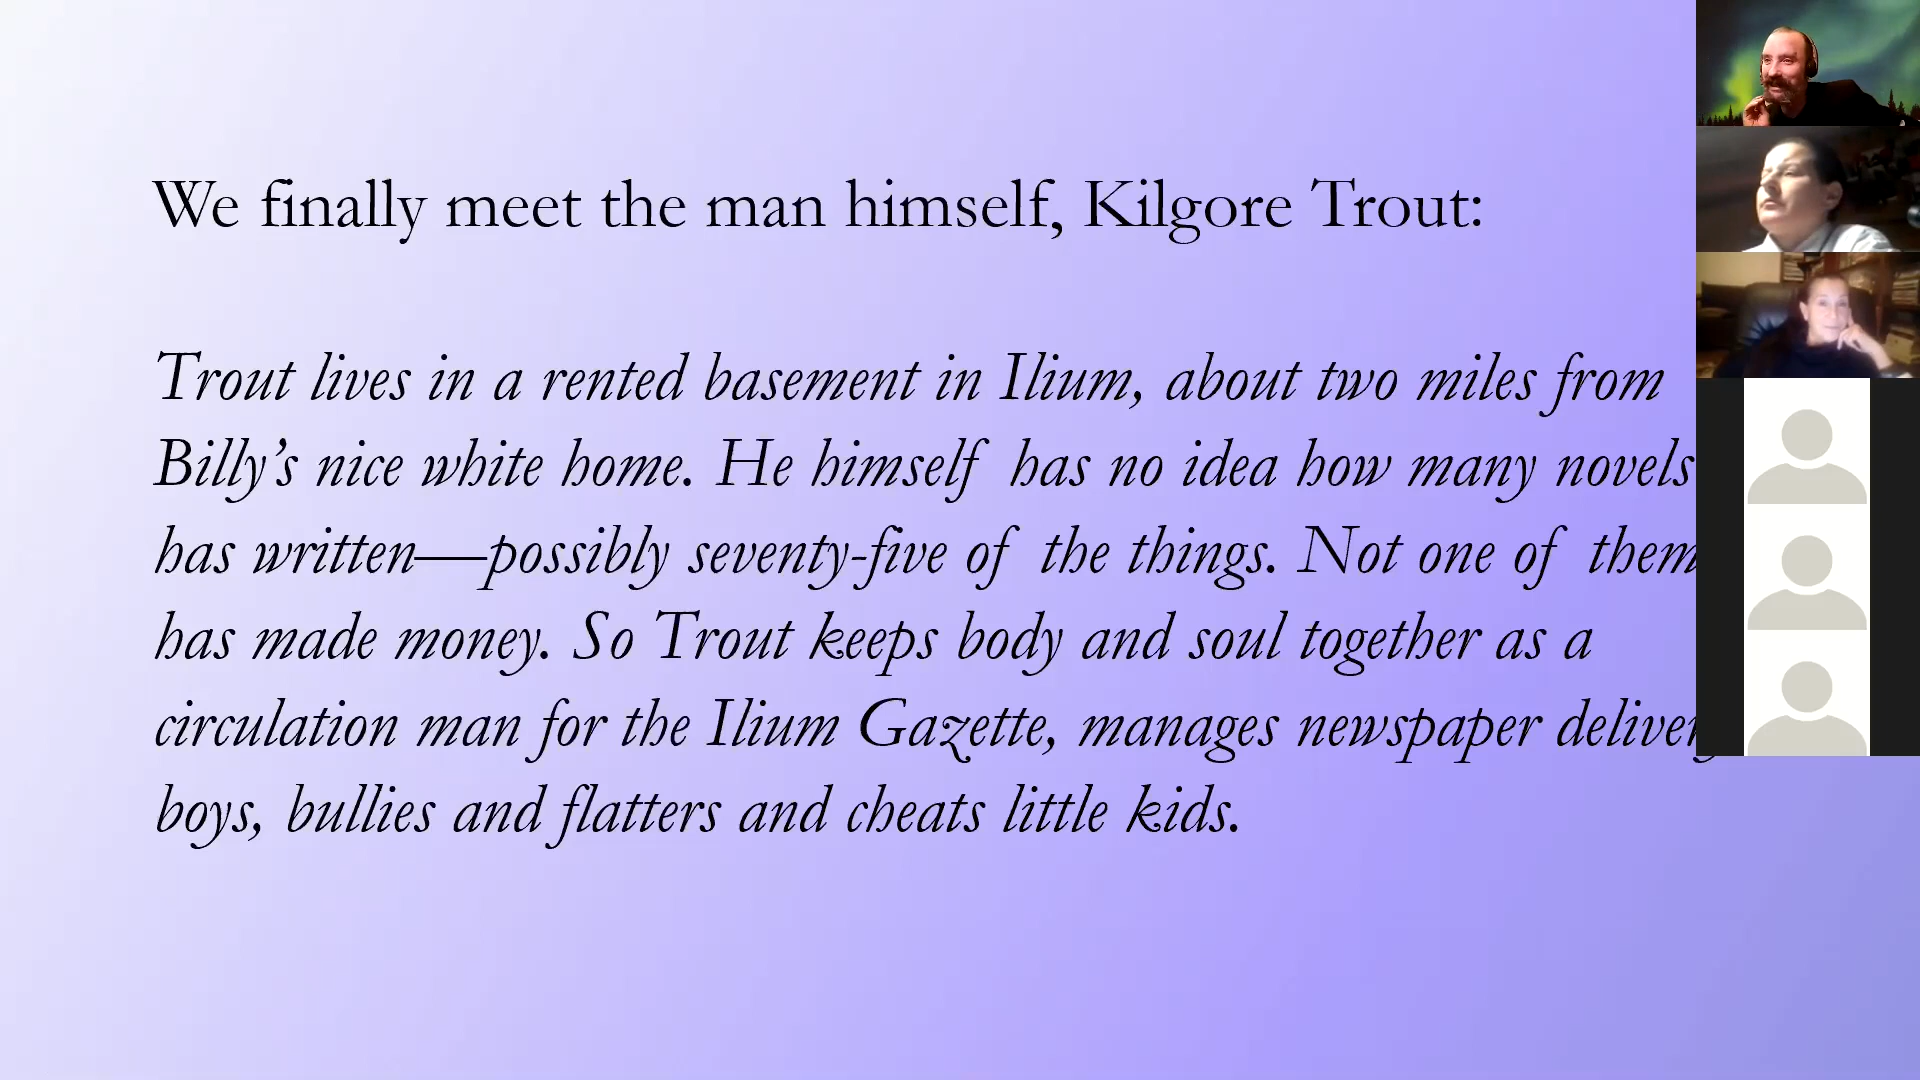 We finally meet the man himself, Kilgore Trout:
Trout lives in a rented basement in Ilium, about two miles from
Billy’s nice white home. He himself has no idea how many novels
has written—possibly seventy-five of the things. Not one of them
has made money. So Trout keeps body and soul together as a
circulation man for the Ilium Gazette, manages newspaper delivery
boys, bullies and flatters and cheats little kids.